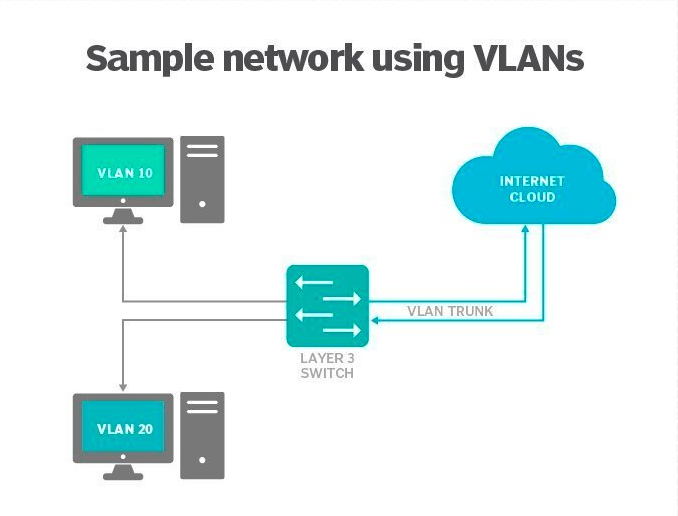 Sample network using VLANs
VLAN 10
INTERNET
CLOUD
VLAN TRUNK
LAYER 3
SWITCH
VLAN 20